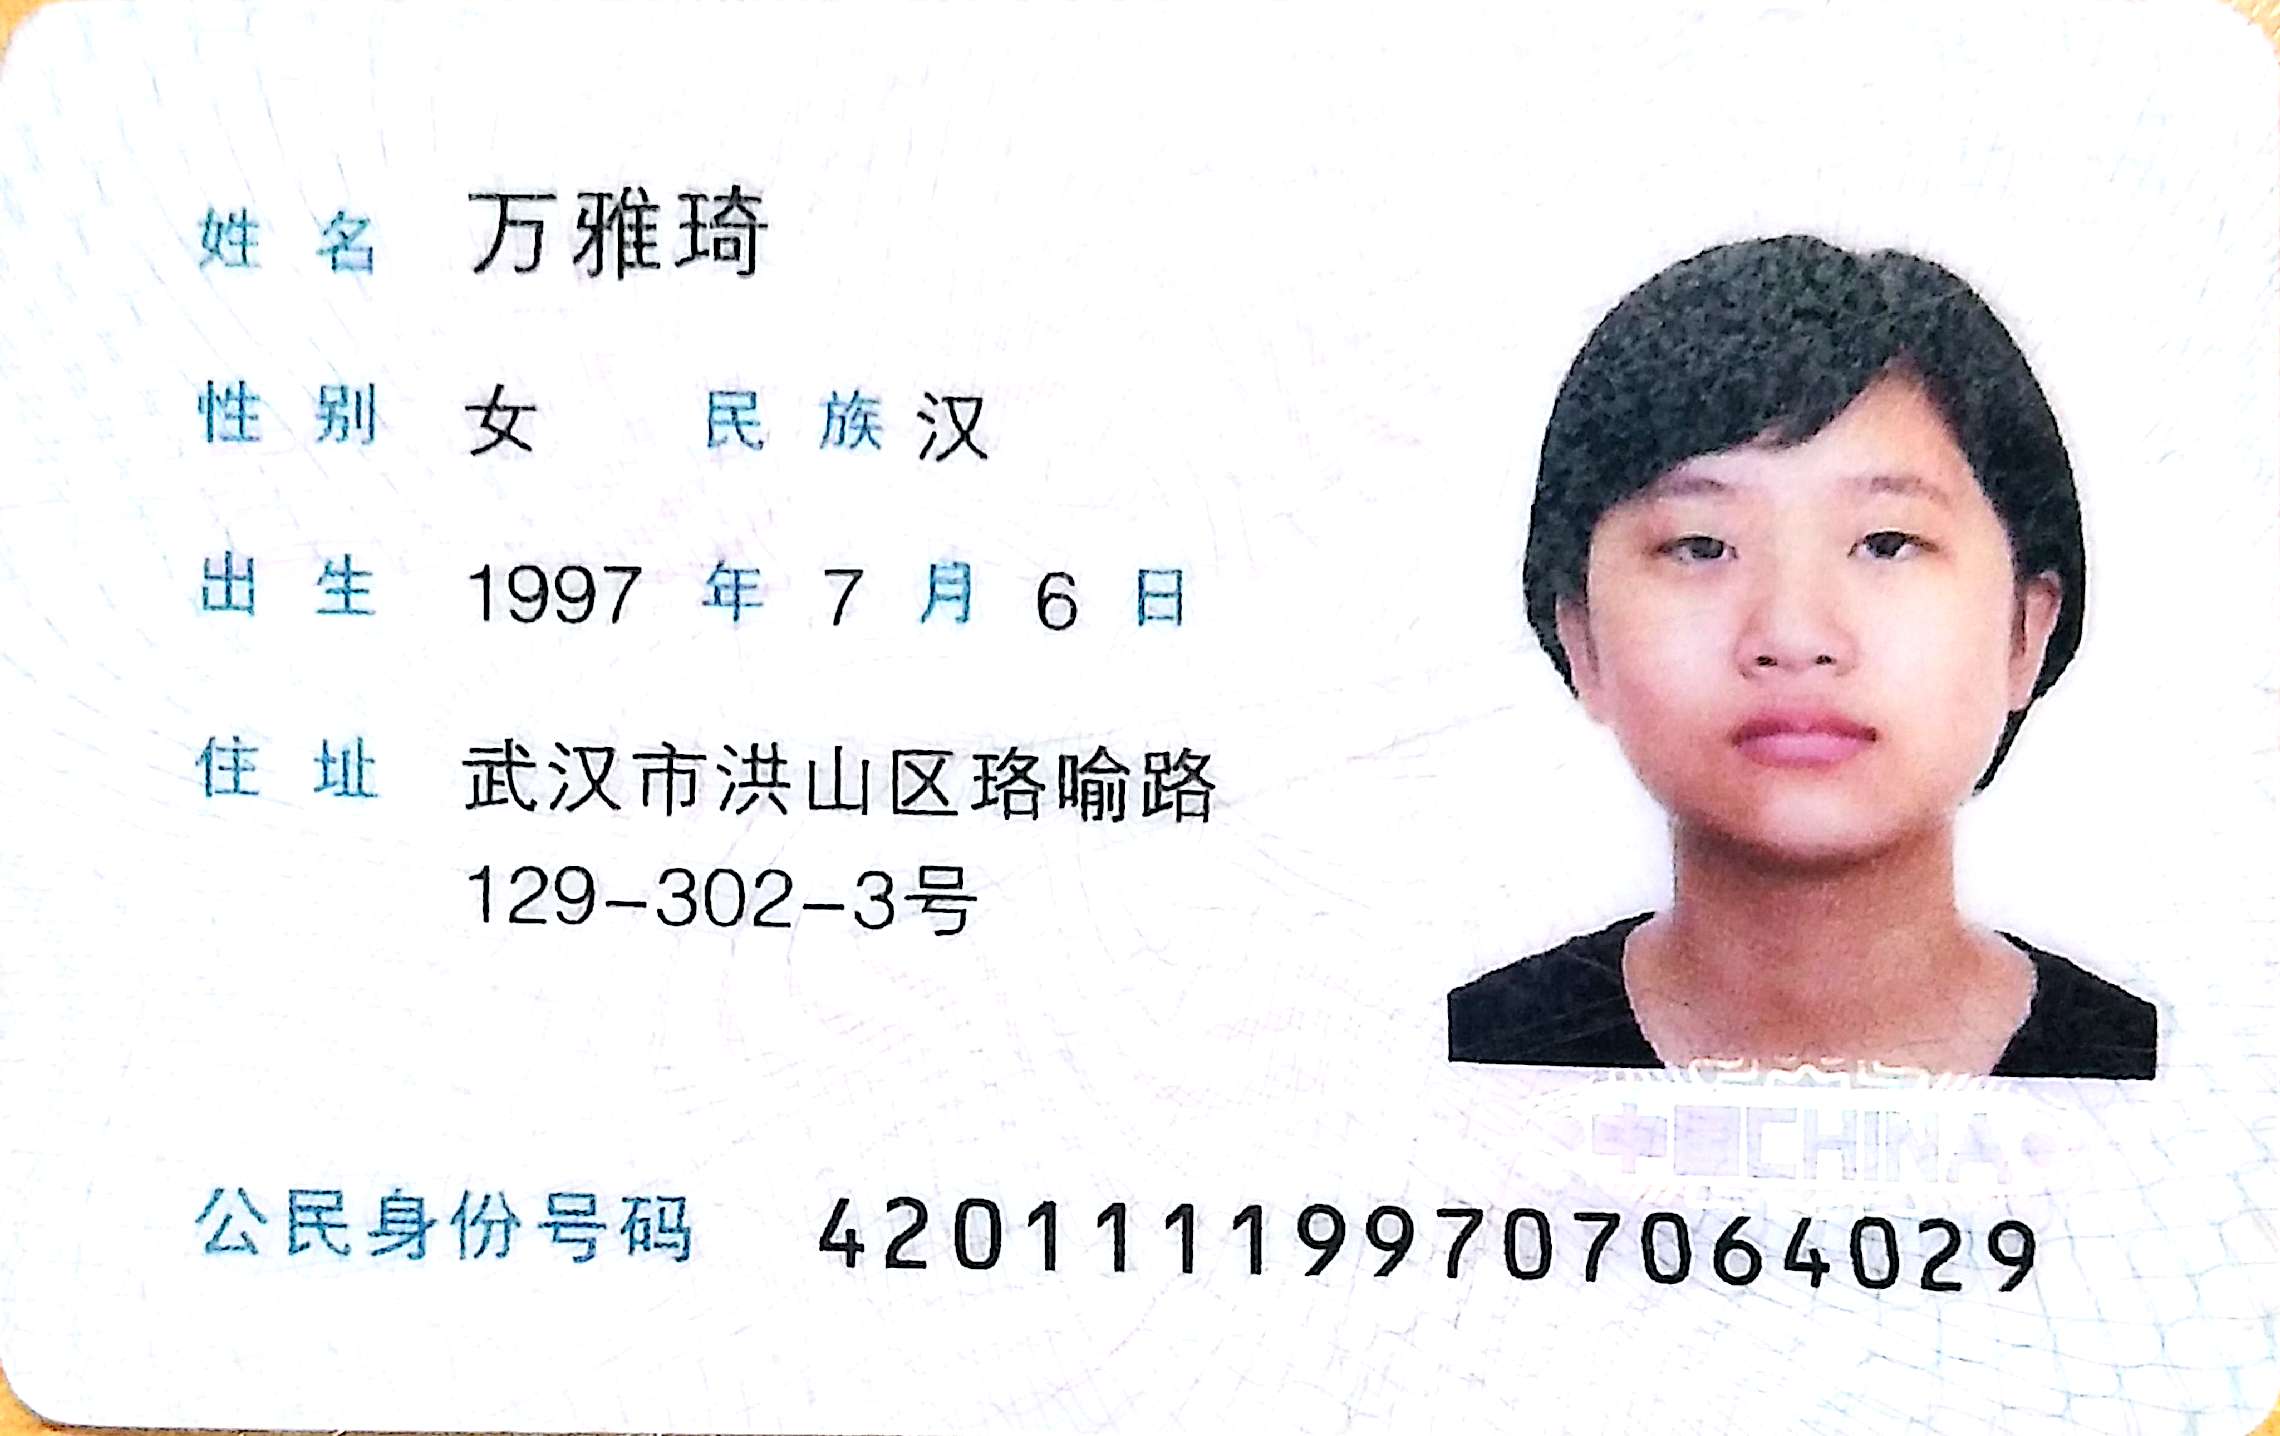 姓名 万雅琦
性别 女 民族 汉
出生 1997 年 7 月 6 日
住址 武汉市洪山区珞喻路
129-302-3号
中国CHINA
公民身份号码 420111199707064029